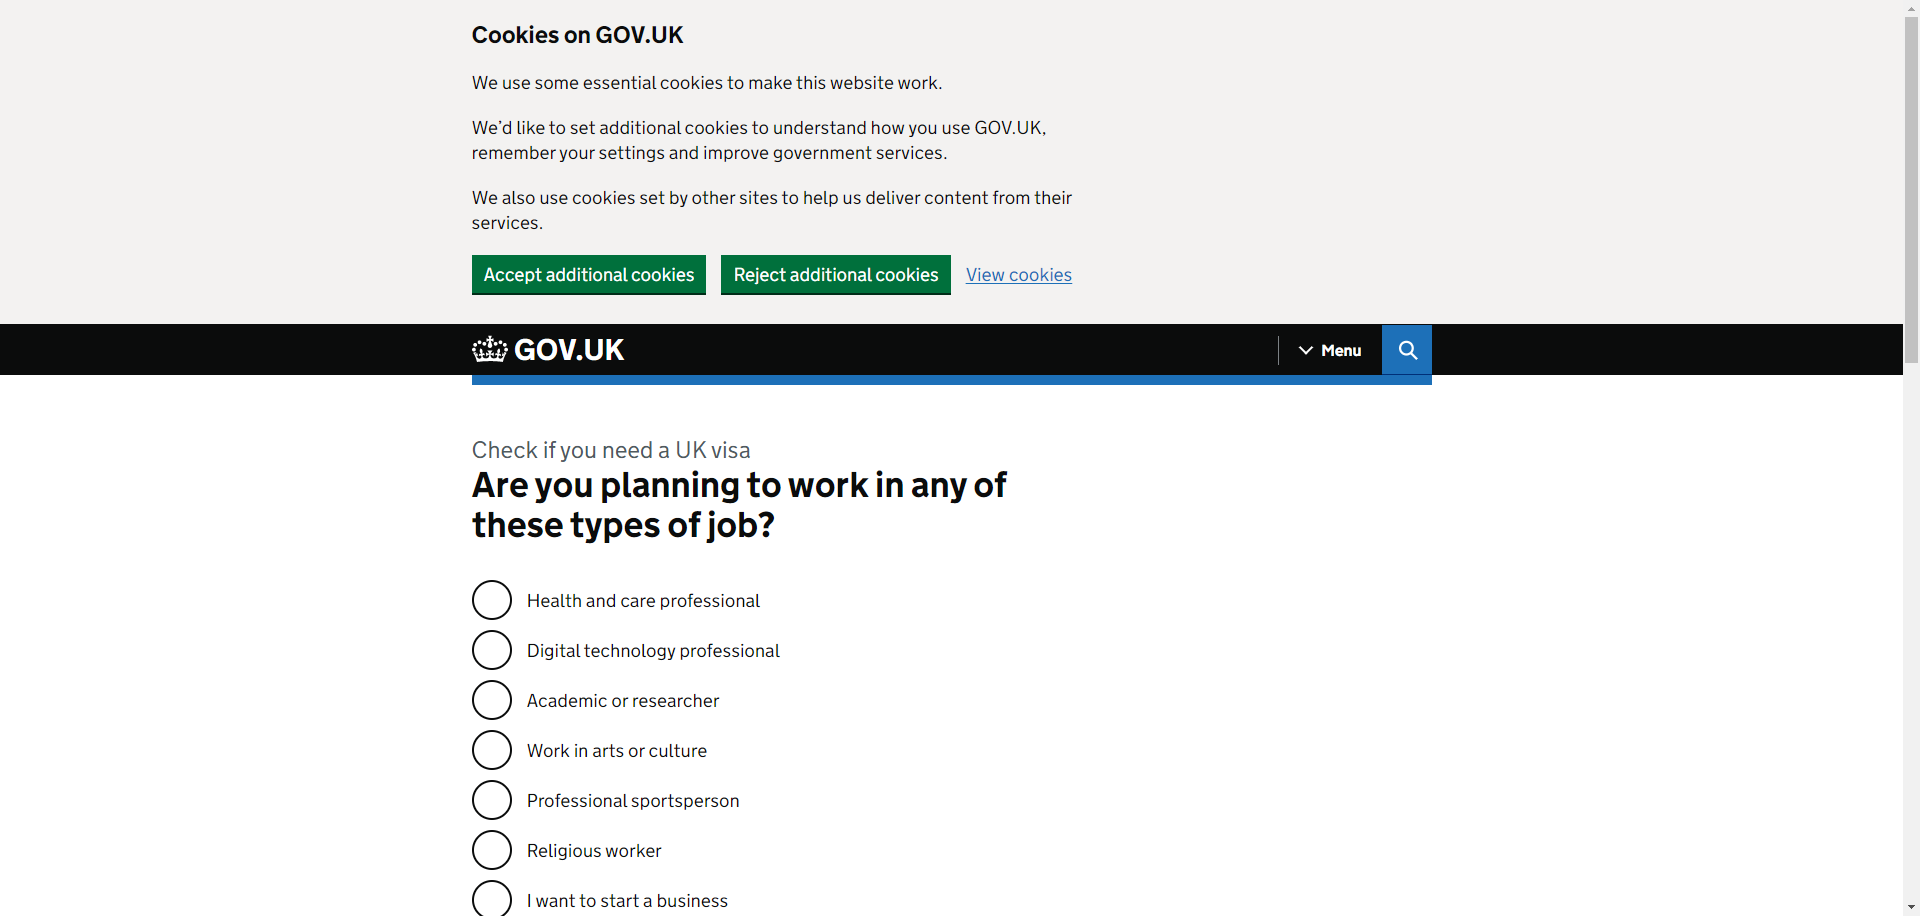 Cookies on GOV.UK
We use some essential cookies to make this website work.
We’d like to set additional cookies to understand how you use GOV.UK,
remember your settings and improve government services.
We also use cookies set by other sites to help us deliver content from their
services.
Accept additional cookies
Reject additional cookies
View cookies
GOV.UK
Menu
Check if you need a UK visa
Are you planning to work in any of
these types of job?
Health and care professional
Digital technology professional
Academic or researcher
Work in arts or culture
Professional sportsperson
Religious worker
I want to start a business